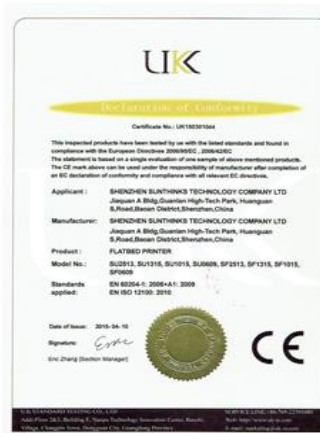 UK
Declaration of Conformity
Certificate No.: UK150301044
This inspected products have been tested by us with the listed standards and found in
compliance with the European Directives 2006/95/EC , 2006/42/EC
The statement is based on a single evaluation of one sample of above mentioned products.
The CE mark above can be used under the responsibility of manufacturer after completion of
an EC declaration of conformity and compliance with all relevant EC directives.
Applicant : SHENZHEN SUNTHINKS TECHNOLOGY COMPANY LTD
Jiaquan A Bldg,Guanlan High-Tech Park, Huanguan
S,Road,Baoan District,Shenzhen,China
Manufacturer: SHENZHEN SUNTHINKS TECHNOLOGY COMPANY LTD
Jiaquan A Bldg,Guanlan High-Tech Park, Huanguan
S,Road,Baoan District,Shenzhen,China
Product : FLATBED PRINTER
Model No.: SU2513, SU1315, SU1015, SU0609, SF2513, SF1315, SF1015,
SF0609
Standards EN 60204-1: 2006+A1: 2009
applied: EN ISO 12100: 2010
Date of Issue: 2015-04-10
Signature: Eric
Eric Zhang [Section Manager]
CE
U.K STANDARD TESTING CO., LTD